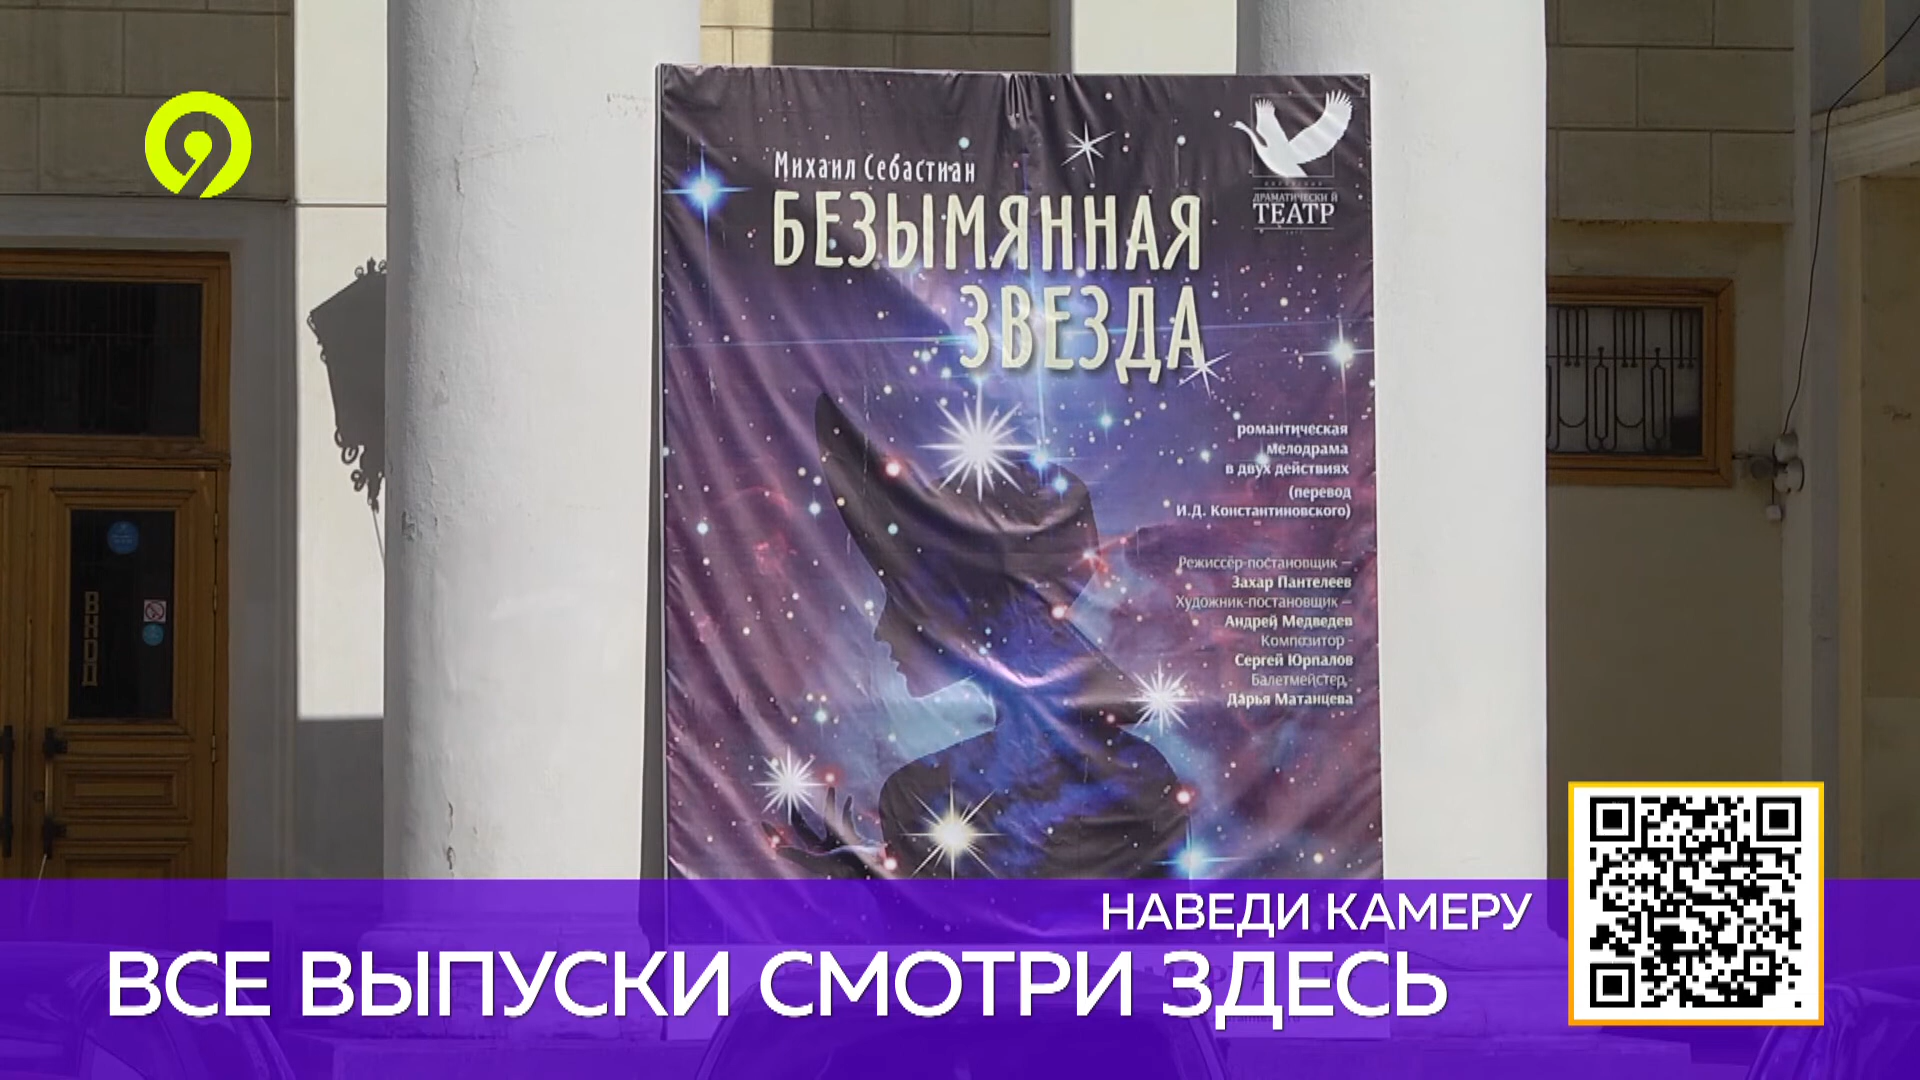 Михаил Себастиан
БЕЗЫМЯННАЯ
ЗВЕЗДА
ДРАМАТИЧЕСКИЙ
ТЕАТР
романтическая
мелодрама
в двух действиях
(перевод
И.Д. Константиновского)
Режиссёр-постановщик –
Захар Пантелеев
Художник-постановщик –
Андрей Медведев
Композитор -
Сергей Юрпалов
Балетмейстер -
Дарья Матанцева
ВХОД
НАВЕДИ КАМЕРУ
ВСЕ ВЫПУСКИ СМОТРИ ЗДЕСЬ